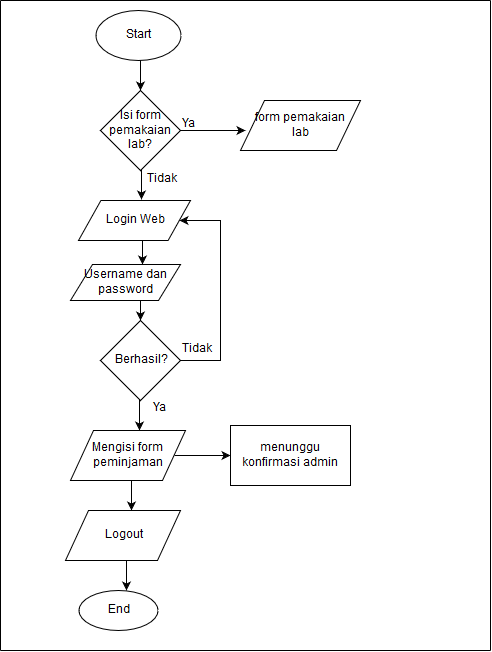 Start
Isi form
pemakaian
lab?
Ya
form pemakaian
lab
Tidak
Login Web
Username dan
password
Berhasil?
Tidak
Ya
Mengisi form
peminjaman
menunggu
konfirmasi admin
Logout
End